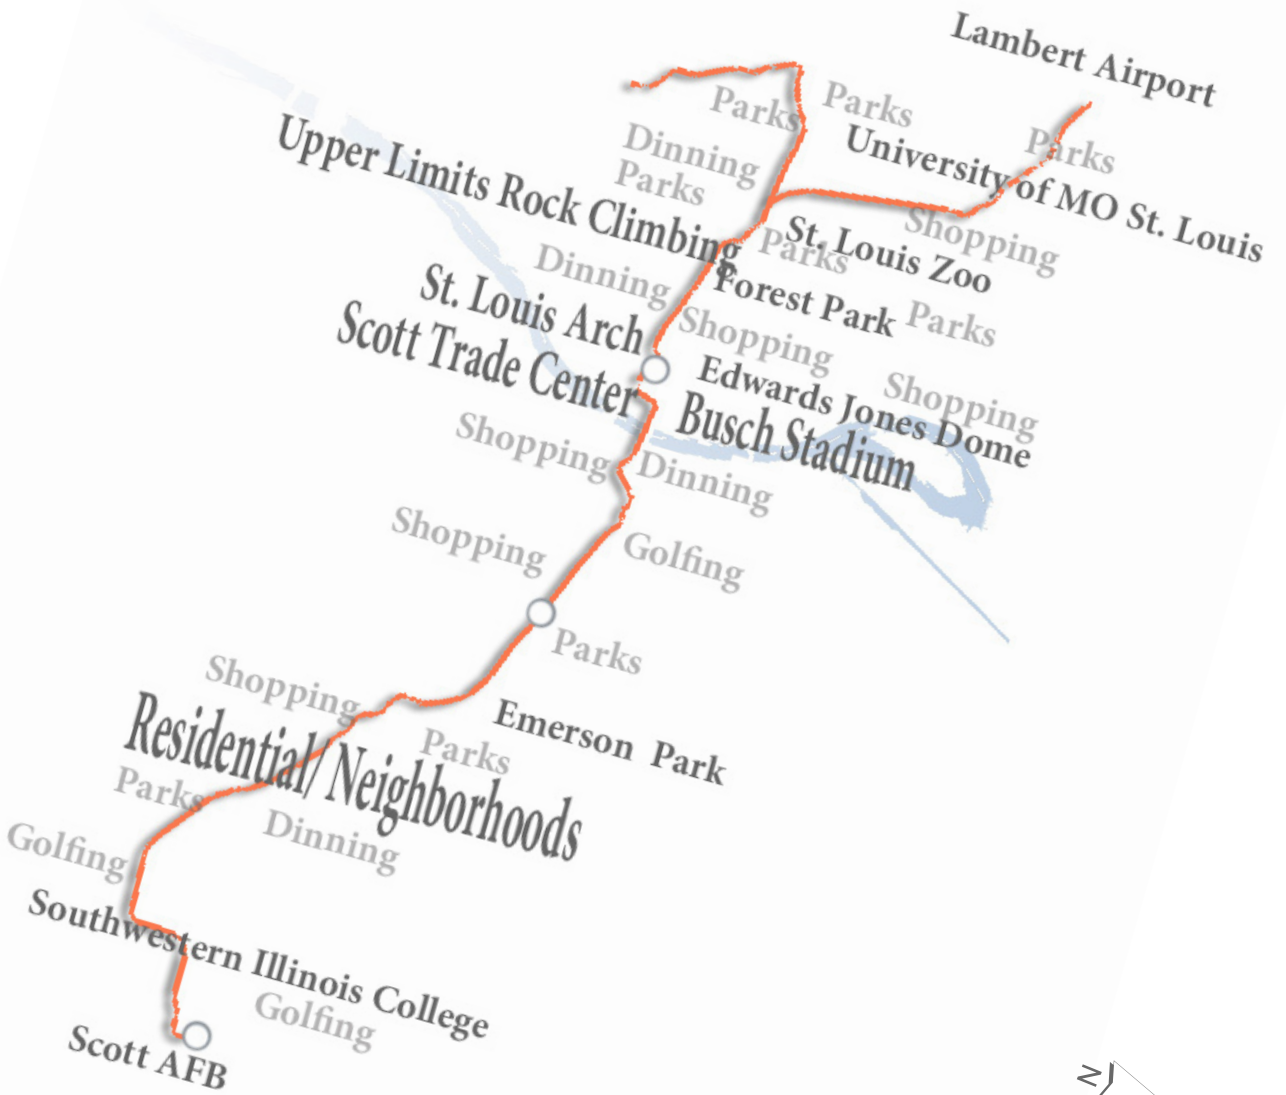 Lambert Airport
Parks
Parks
Parks
University of MO St. Louis
Dinning
Parks
Upper Limits Rock Climbing
Shopping
St. Louis Zoo
Parks
Dinning
Forest Park
Parks
St. Louis Arch
Shopping
Scott Trade Center
Edwards Jones Dome
Shopping
Busch Stadium
Shopping
Dinning
Shopping
Golfing
Parks
Shopping
Emerson Park
Residential/ Neighborhoods
Parks
Parks
Dinning
Golfing
Southwestern Illinois College
Golfing
Scott AFB
N